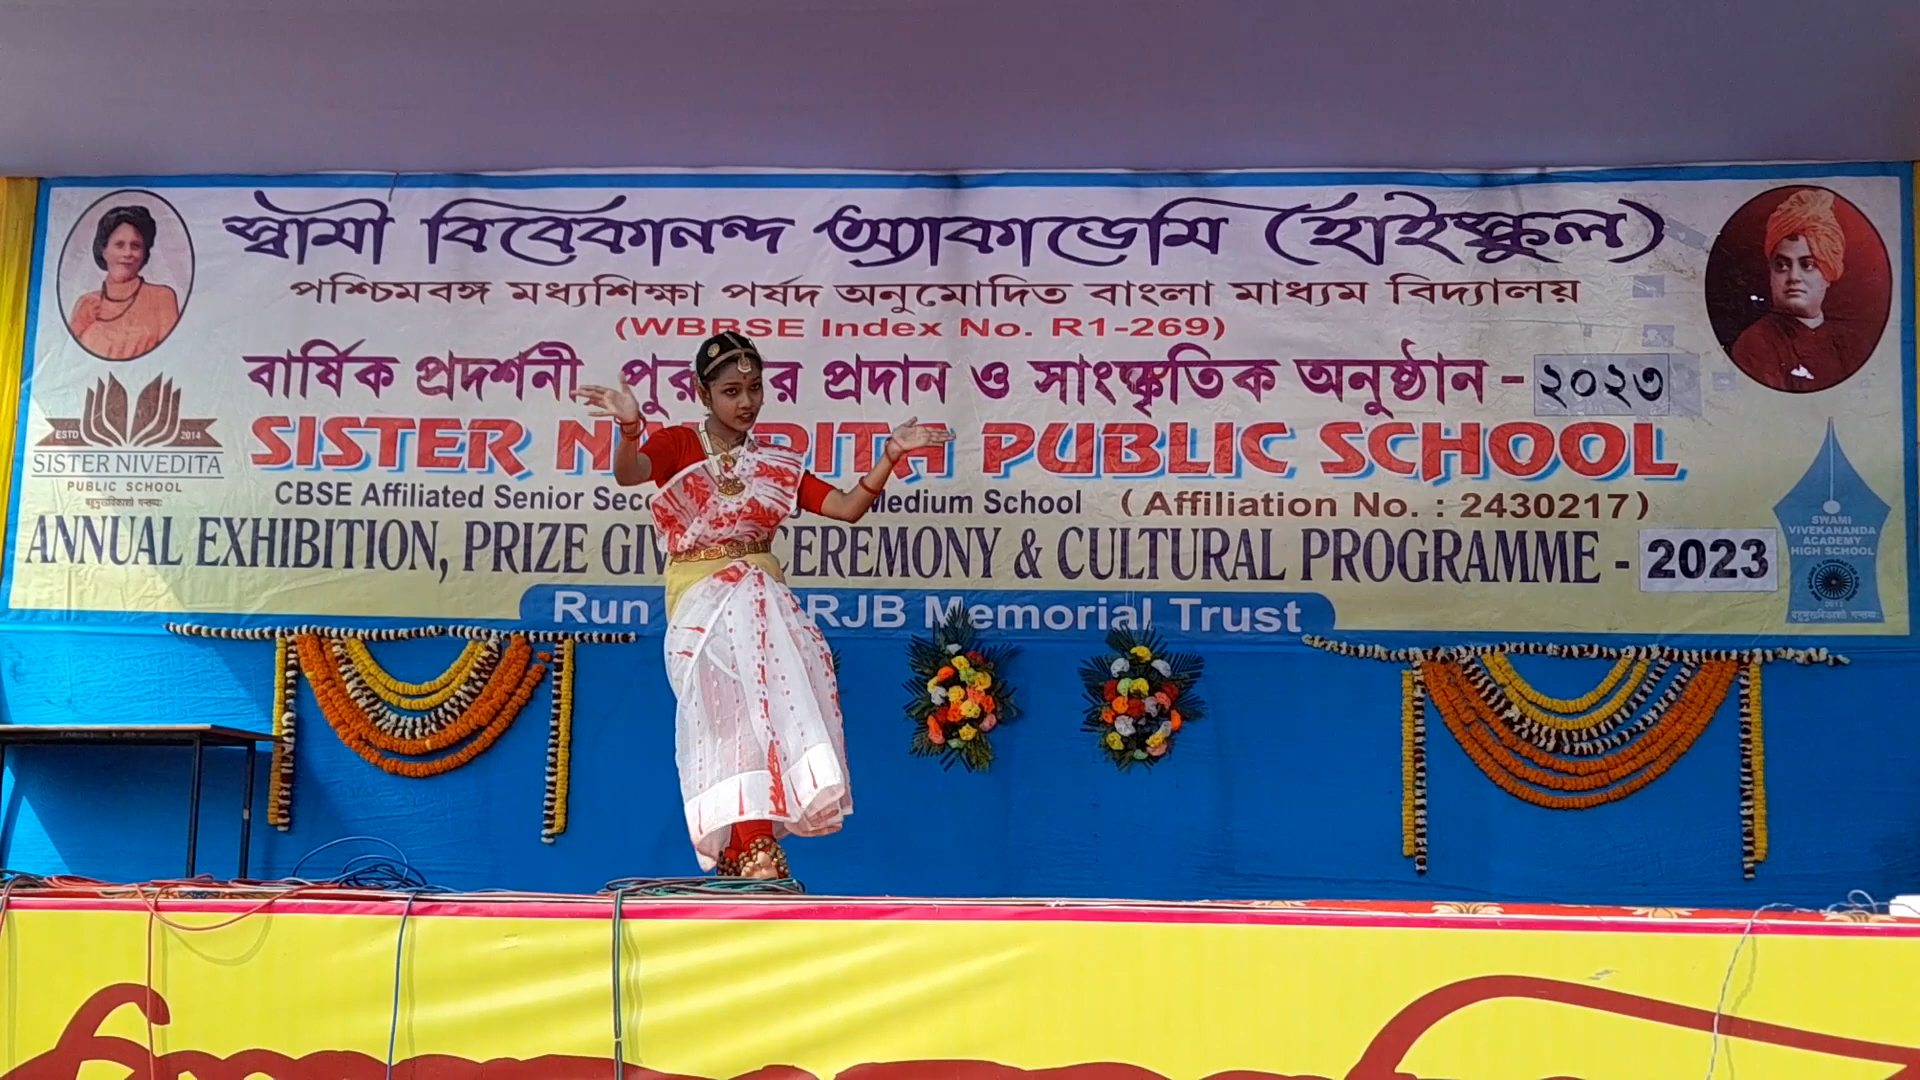 স্বামী বিবেকানন্দ অ্যাকাডেমি (হাইস্কুল)
পশ্চিমবঙ্গ মধ্যশিক্ষা পর্ষদ অনুমোদিত বাংলা মাধ্যম বিদ্যালয়
(WBBSE Index No. R1-269)
বার্ষিক প্রদর্শনী, প্রদান ও সাংস্কৃতিক অনুষ্ঠান - ২০২৩
SISTER PUBLIC SCHOOL
CBSE Affiliated Senior Medium School (Affiliation No. : 2430217)
ANNUAL EXHIBITION, PRIZE CEREMONY & CULTURAL PROGRAMME - 2023
Run RJB Memorial Trust
ESTD 2014
SISTER NIVEDITA
PUBLIC SCHOOL
SWAMI
VIVEKANANDA
ACADEMY
HIGH SCHOOL